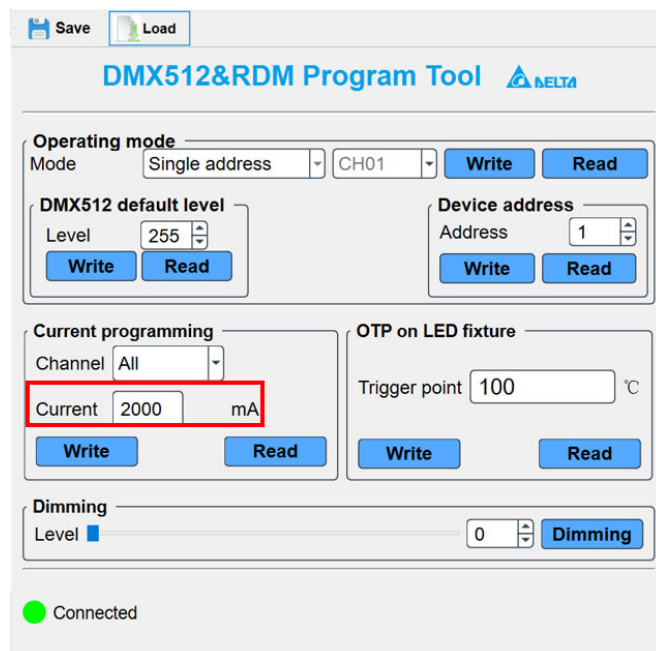 Save Load
DMX512&RDM Program Tool DELTA
Operating mode
Mode Single address CH01 Write Read
DMX512 default level
Level 255
Write Read
Device address
Address 1
Write Read
Current programming
Channel All
Current 2000 mA
Write Read
OTP on LED fixture
Trigger point 100 ℃
Write Read
Dimming
Level 0 Dimming
Connected